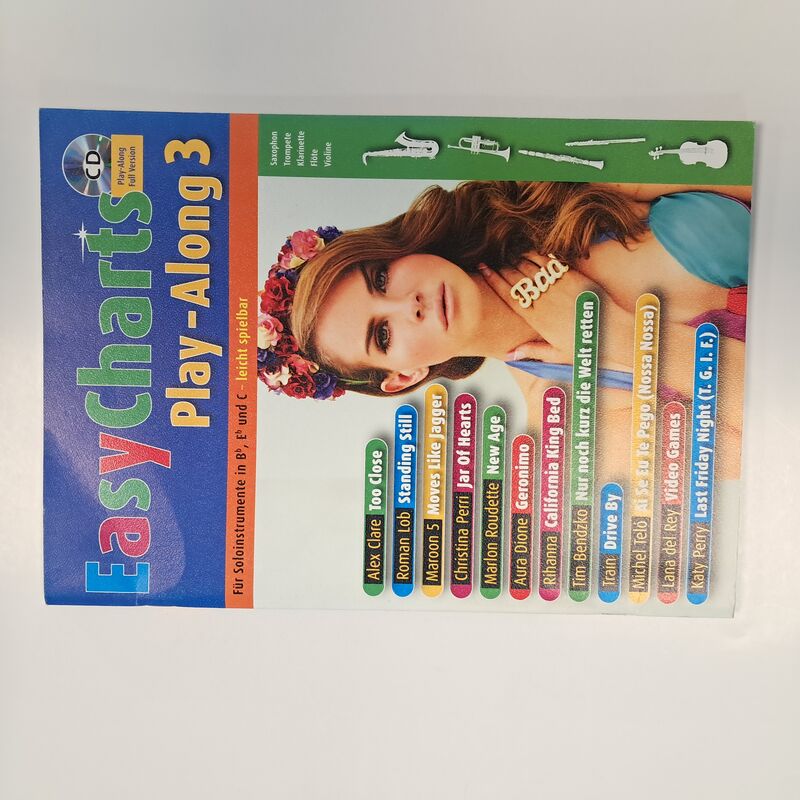 EasyCharts
Play-Along 3
CD
Play-Along
Full Version
Für Soloinstrumente in Bb, Eb und C - leicht spielbar
Saxophon
Trompete
Klarinette
Flöte
Violine
Bad
Alex Clare Too Close
Roman Lob Standing Still
Maroon 5 Moves Like Jagger
Christina Perri Jar Of Hearts
Marlon Roudette New Age
Aura Dione Geronimo
Rihanna California King Bed
Tim Bendzko Nur noch kurz die Welt retten
Train Drive By
Michel Teló Ai Se Eu Te Pego (Nossa Nossa)
Lana del Rey Video Games
Katy Perry Last Friday Night (T. G. I. F.)